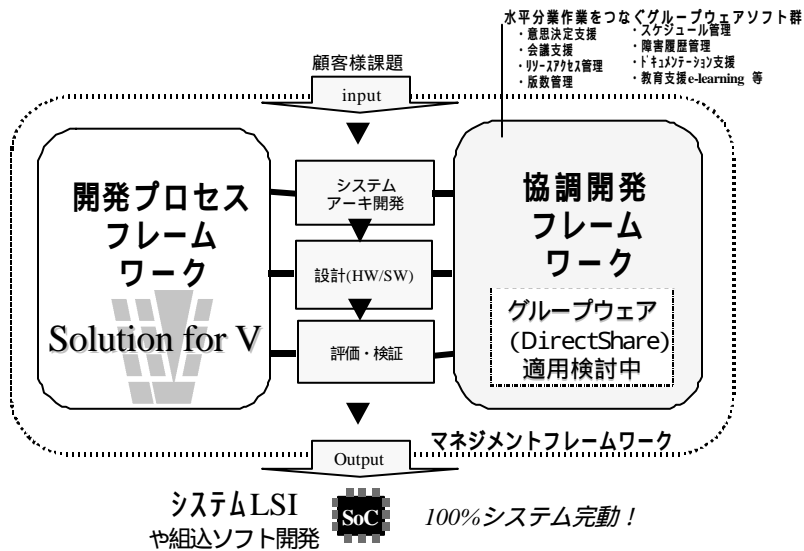 水平分業作業をつなぐグループウェアソフト群
・意思決定支援
・会議支援
・ﾘｿｰｽｱｸｾｽ管理
・版数管理
・スケジュール管理
・障害履歴管理
・ﾄﾞｷｭﾒﾝﾃｰｼｮﾝ支援
・教育支援e-learning 等
顧客様課題
input
開発プロセス
フレーム
ワーク
Solution for V
システム
アーキ開発
設計(HW/SW)
評価・検証
協調開発
フレーム
ワーク
グループウェア
(DirectShare)
適用検討中
マネジメントフレームワーク
Output
システムLSI
や組込ソフト開発
SoC
100%システム完動！